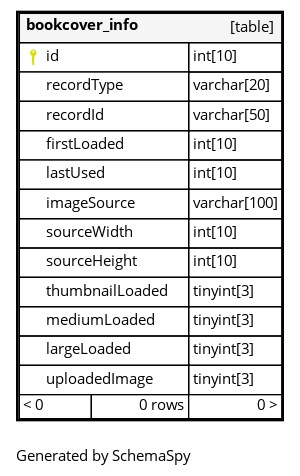 bookcover_info [table]
id int[10]
recordType varchar[20]
recordId varchar[50]
firstLoaded int[10]
lastUsed int[10]
imageSource varchar[100]
sourceWidth int[10]
sourceHeight int[10]
thumbnailLoaded tinyint[3]
mediumLoaded tinyint[3]
largeLoaded tinyint[3]
uploadedImage tinyint[3]
< 0 0 rows 0 >
Generated by SchemaSpy